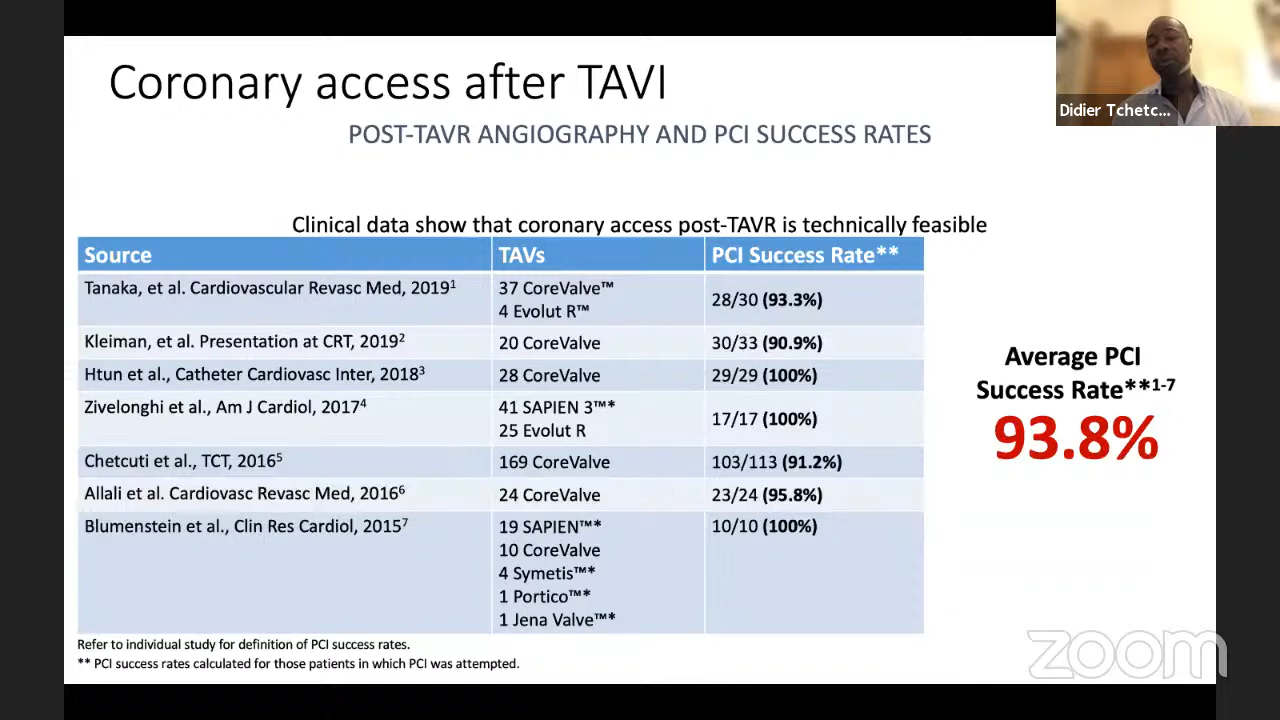 Didier Tchetc...
Coronary access after TAVI
POST-TAVR ANGIOGRAPHY AND PCI SUCCESS RATES
Clinical data show that coronary access post-TAVR is technically feasible
Source TAVs PCI Success Rate**
Tanaka, et al. Cardiovascular Revasc Med, 2019¹ 37 CoreValve™
4 Evolut R™
28/30 (93.3%)
Kleiman, et al. Presentation at CRT, 2019² 20 CoreValve 30/33 (90.9%)
Htun et al., Catheter Cardiovasc Inter, 2018³ 28 CoreValve 29/29 (100%)
Zivelonghi et al., Am J Cardiol, 2017⁴ 41 SAPIEN 3™*
25 Evolut R
17/17 (100%)
Chetcuti et al., TCT, 2016⁵ 169 CoreValve 103/113 (91.2%)
Allali et al. Cardiovasc Revasc Med, 2016⁶ 24 CoreValve 23/24 (95.8%)
Blumenstein et al., Clin Res Cardiol, 2015⁷ 19 SAPIEN™* 10/10 (100%)
10 CoreValve
4 Symetis™*
1 Portico™*
1 Jena Valve™*
Average PCI
Success Rate**¹⁻⁷
93.8%
Refer to individual study for definition of PCI success rates.
** PCI success rates calculated for those patients in which PCI was attempted.
zoom